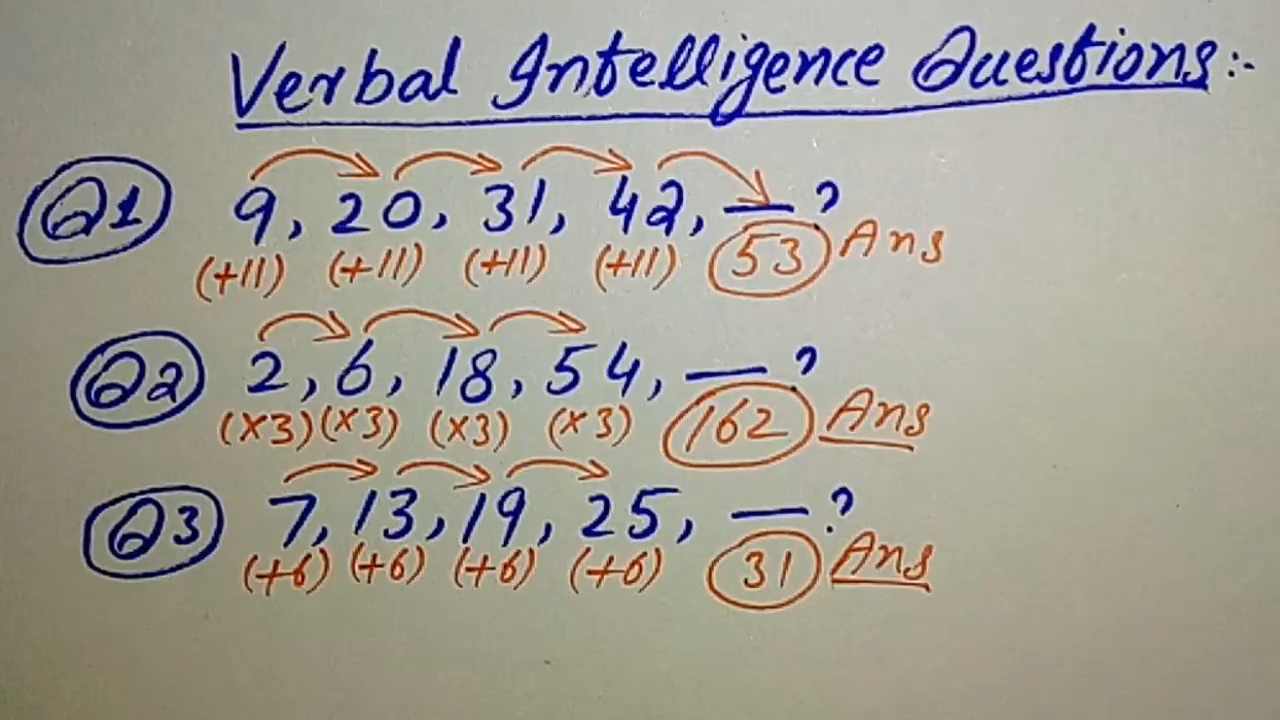 Verbal Intelligence Questions:-
Q1 9, 20, 31, 42, __ ?
(+11) (+11) (+11) (+11) 53 Ans
Q2 2, 6, 18, 54, __ ?
(×3) (×3) (×3) (×3) 162 Ans
Q3 7, 13, 19, 25, __ ?
(+6) (+6) (+6) (+6) 31 Ans